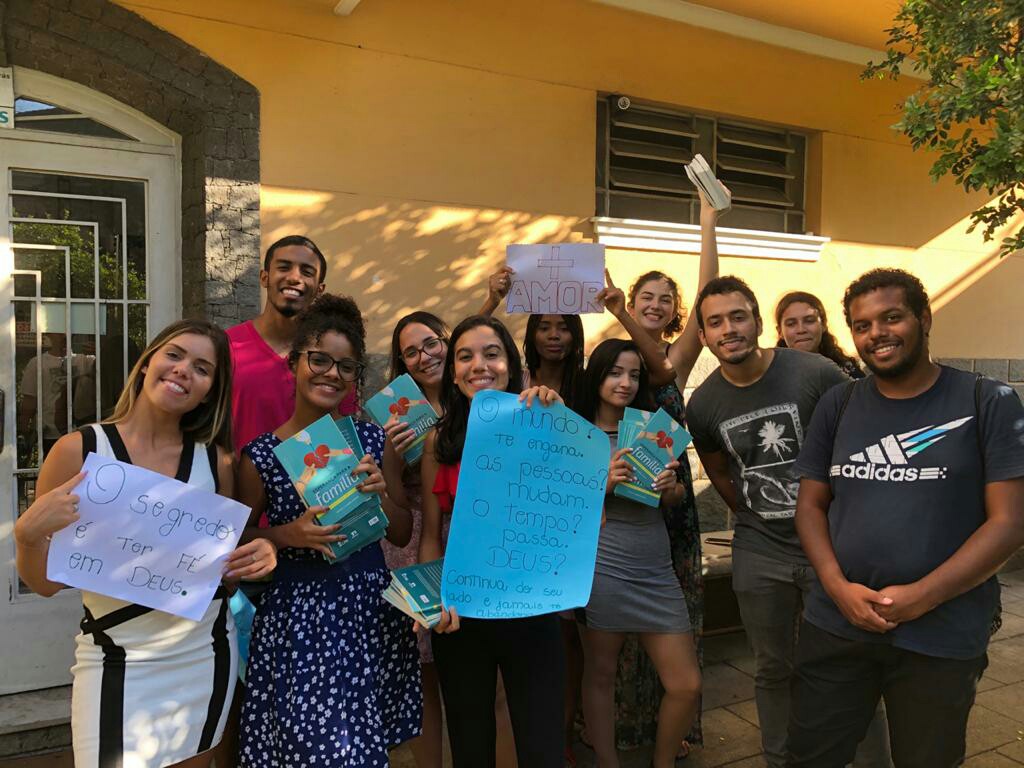 +
AMOR
O segredo
é Ter FÉ
em DEUS.
O mundo?
Te engana.
as pessoas?
mudam.
O Tempo?
passa.
DEUS?
Continua do seu
lado e jamais te
família
família
família
adidas